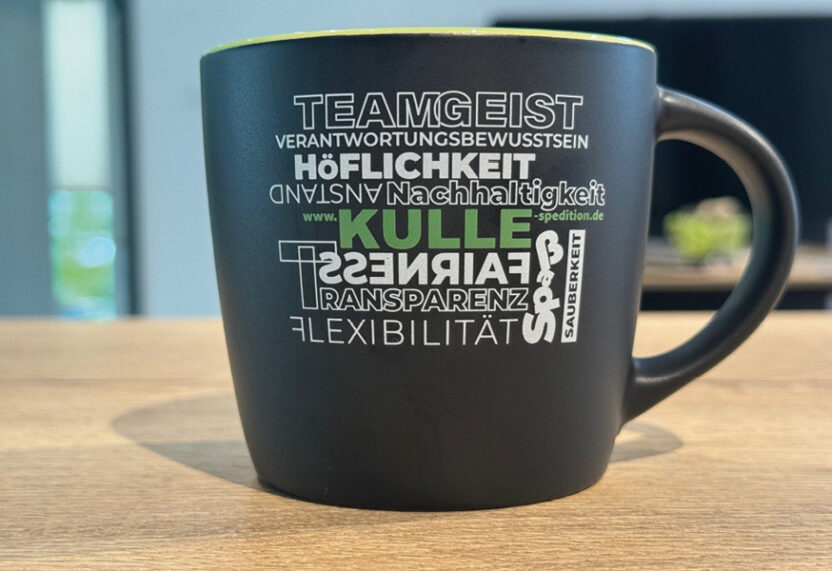 TEAMGEIST
VERANTWORTUNGSBEWUSSTSEIN
HöFLICHKEIT
ANSTAND Nachhaltigkeit
www.KULLE-spedition.de
FAIRNESS
TRANSPARENZ
FLEXIBILITÄT
Spaß
SAUBERKEIT